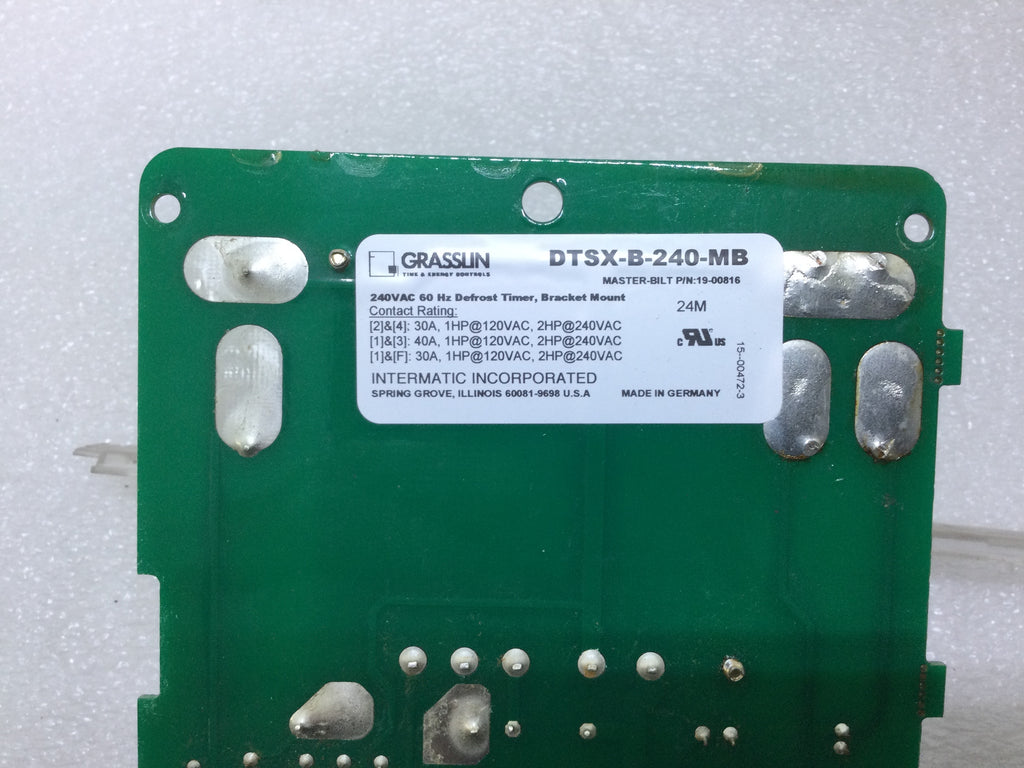 GRASSLIN
TIME & ENERGY CONTROLS
DTSX-B-240-MB
MASTER-BILT P/N:19-00816
240VAC 60 Hz Defrost Timer, Bracket Mount
Contact Rating:
24M
[2]&[4]: 30A, 1HP@120VAC, 2HP@240VAC
[1]&[3]: 40A, 1HP@120VAC, 2HP@240VAC
[1]&[F]: 30A, 1HP@120VAC, 2HP@240VAC
c RU US
INTERMATIC INCORPORATED
SPRING GROVE, ILLINOIS 60081-9698 U.S.A
MADE IN GERMANY
15--00472-3